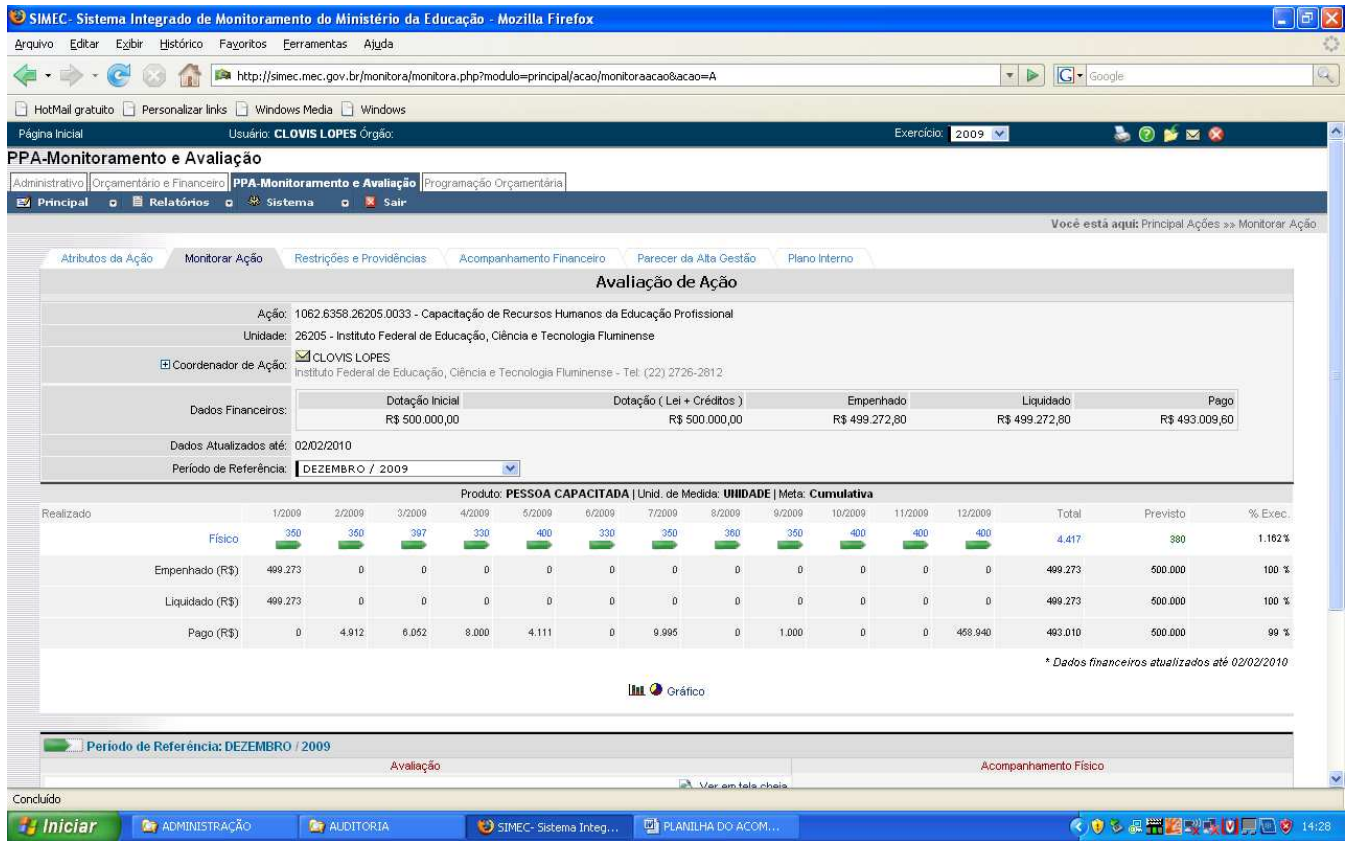 SIMEC- Sistema Integrado de Monitoramento do Ministério da Educação - Mozilla Firefox
Arquivo Editar Exibir Histórico Favoritos Ferramentas Ajuda
http://simec.mec.gov.br/monitora/monitora.php?modulo=principal/acao/monitoraacao&acao=A
G Google
HotMail gratuito Personalizar links Windows Media Windows
Página Inicial Usuário: CLOVIS LOPES Órgão: Exercício: 2009
PPA-Monitoramento e Avaliação
Administrativo Orçamentário e Financeiro PPA-Monitoramento e Avaliação Programação Orçamentária
Principal Relatórios Sistema Sair
Você está aqui: Principal Ações »» Monitorar Ação
Atributos da Ação Monitorar Ação Restrições e Providências Acompanhamento Financeiro Parecer da Alta Gestão Plano Interno
Avaliação de Ação
Ação: 1062.6358.26205.0033 - Capacitação de Recursos Humanos da Educação Profissional
Unidade: 26205 - Instituto Federal de Educação, Ciência e Tecnologia Fluminense
Coordenador de Ação: CLOVIS LOPES
Instituto Federal de Educação, Ciência e Tecnologia Fluminense - Tel: (22) 2726-2812
Dados Financeiros:
Dotação Inicial Dotação ( Lei + Créditos ) Empenhado Liquidado Pago
R$ 500.000,00 R$ 500.000,00 R$ 499.272,80 R$ 499.272,80 R$ 493.009,60
Dados Atualizados até: 02/02/2010
Período de Referência: DEZEMBRO / 2009
Produto: PESSOA CAPACITADA | Unid. de Medida: UNIDADE | Meta: Cumulativa
Realizado 1/2009 2/2009 3/2009 4/2009 5/2009 6/2009 7/2009 8/2009 9/2009 10/2009 11/2009 12/2009 Total Previsto % Exec.
Físico 350 350 397 330 400 330 350 360 350 400 400 400 4.417 380 1.162 %
Empenhado (R$) 499.273 0 0 0 0 0 0 0 0 0 0 0 499.273 500.000 100 %
Liquidado (R$) 499.273 0 0 0 0 0 0 0 0 0 0 0 499.273 500.000 100 %
Pago (R$) 0 4.912 6.052 8.000 4.111 0 9.995 0 1.000 0 0 458.940 493.010 500.000 99 %
* Dados financeiros atualizados até 02/02/2010
Gráfico
Período de Referência: DEZEMBRO / 2009
Avaliação Acompanhamento Físico
Ver em tela cheia
Concluído
Iniciar ADMINISTRAÇÃO AUDITORIA SIMEC- Sistema Integ... PLANILHA DO ACOM... 14:28